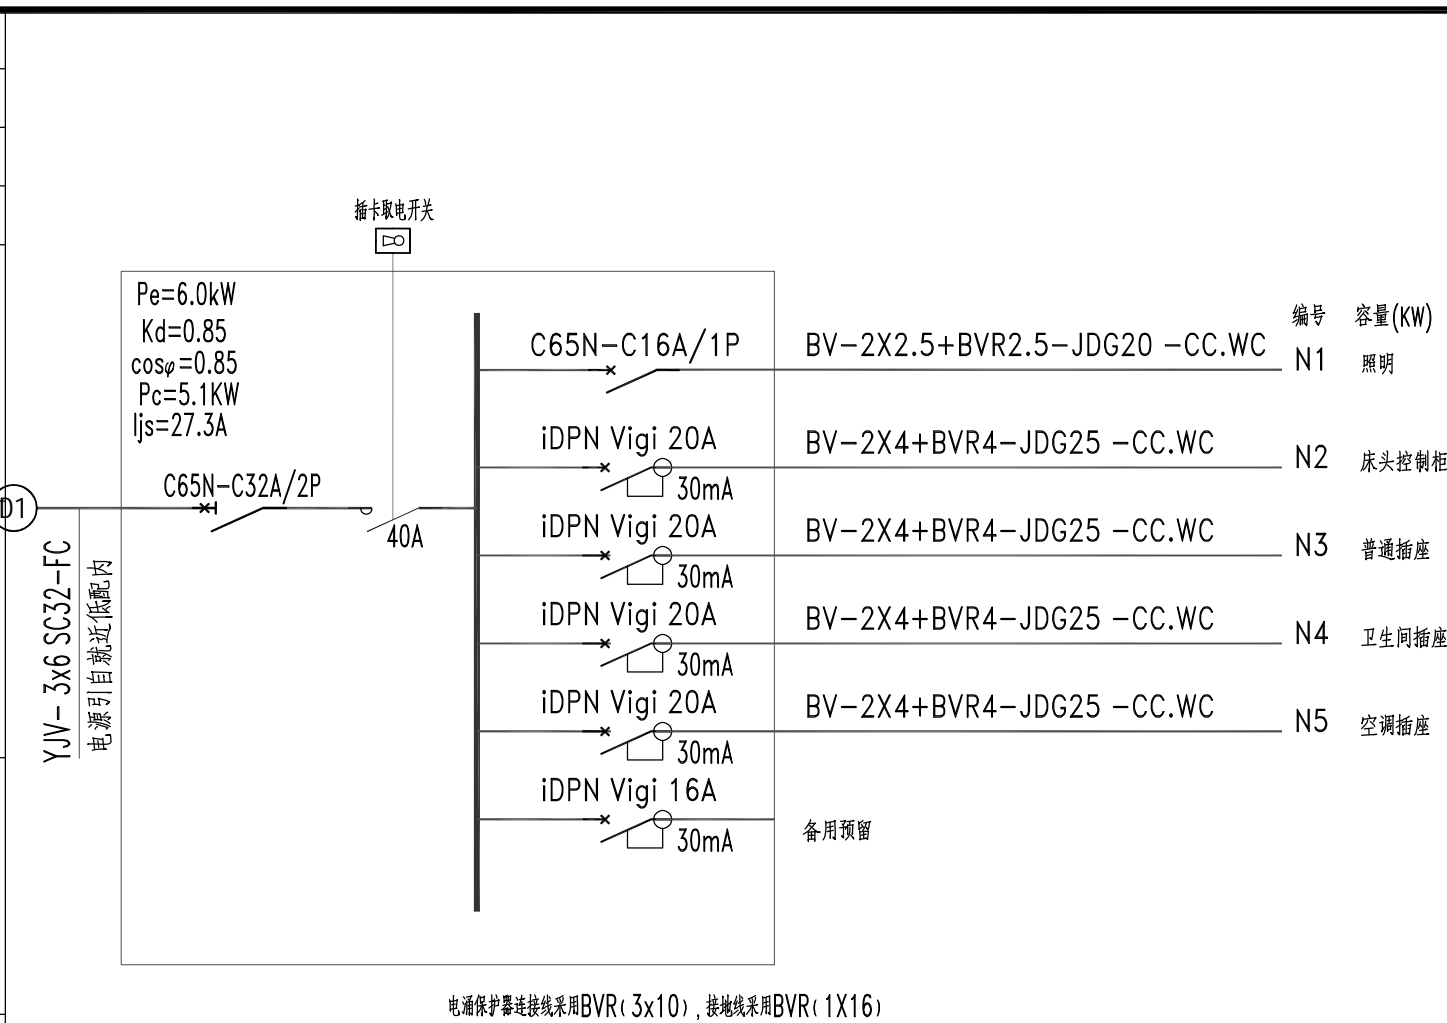 插卡取电开关
Pe=6.0kW
Kd=0.85
cosφ=0.85
Pc=5.1KW
Ijs=27.3A
编号 容量(KW)
C65N-C16A/1P BV-2X2.5+BVR2.5-JDG20 -CC.WC N1 照明
iDPN Vigi 20A BV-2X4+BVR4-JDG25 -CC.WC N2 床头控制柜
30mA
C65N-C32A/2P
D1
40A
iDPN Vigi 20A BV-2X4+BVR4-JDG25 -CC.WC N3 普通插座
30mA
iDPN Vigi 20A BV-2X4+BVR4-JDG25 -CC.WC N4 卫生间插座
30mA
iDPN Vigi 20A BV-2X4+BVR4-JDG25 -CC.WC N5 空调插座
30mA
iDPN Vigi 16A 备用预留
30mA
YJV- 3x6 SC32-FC
电源引自就近低配内
电涌保护器连接线采用BVR(3x10),接地线采用BVR(1X16)